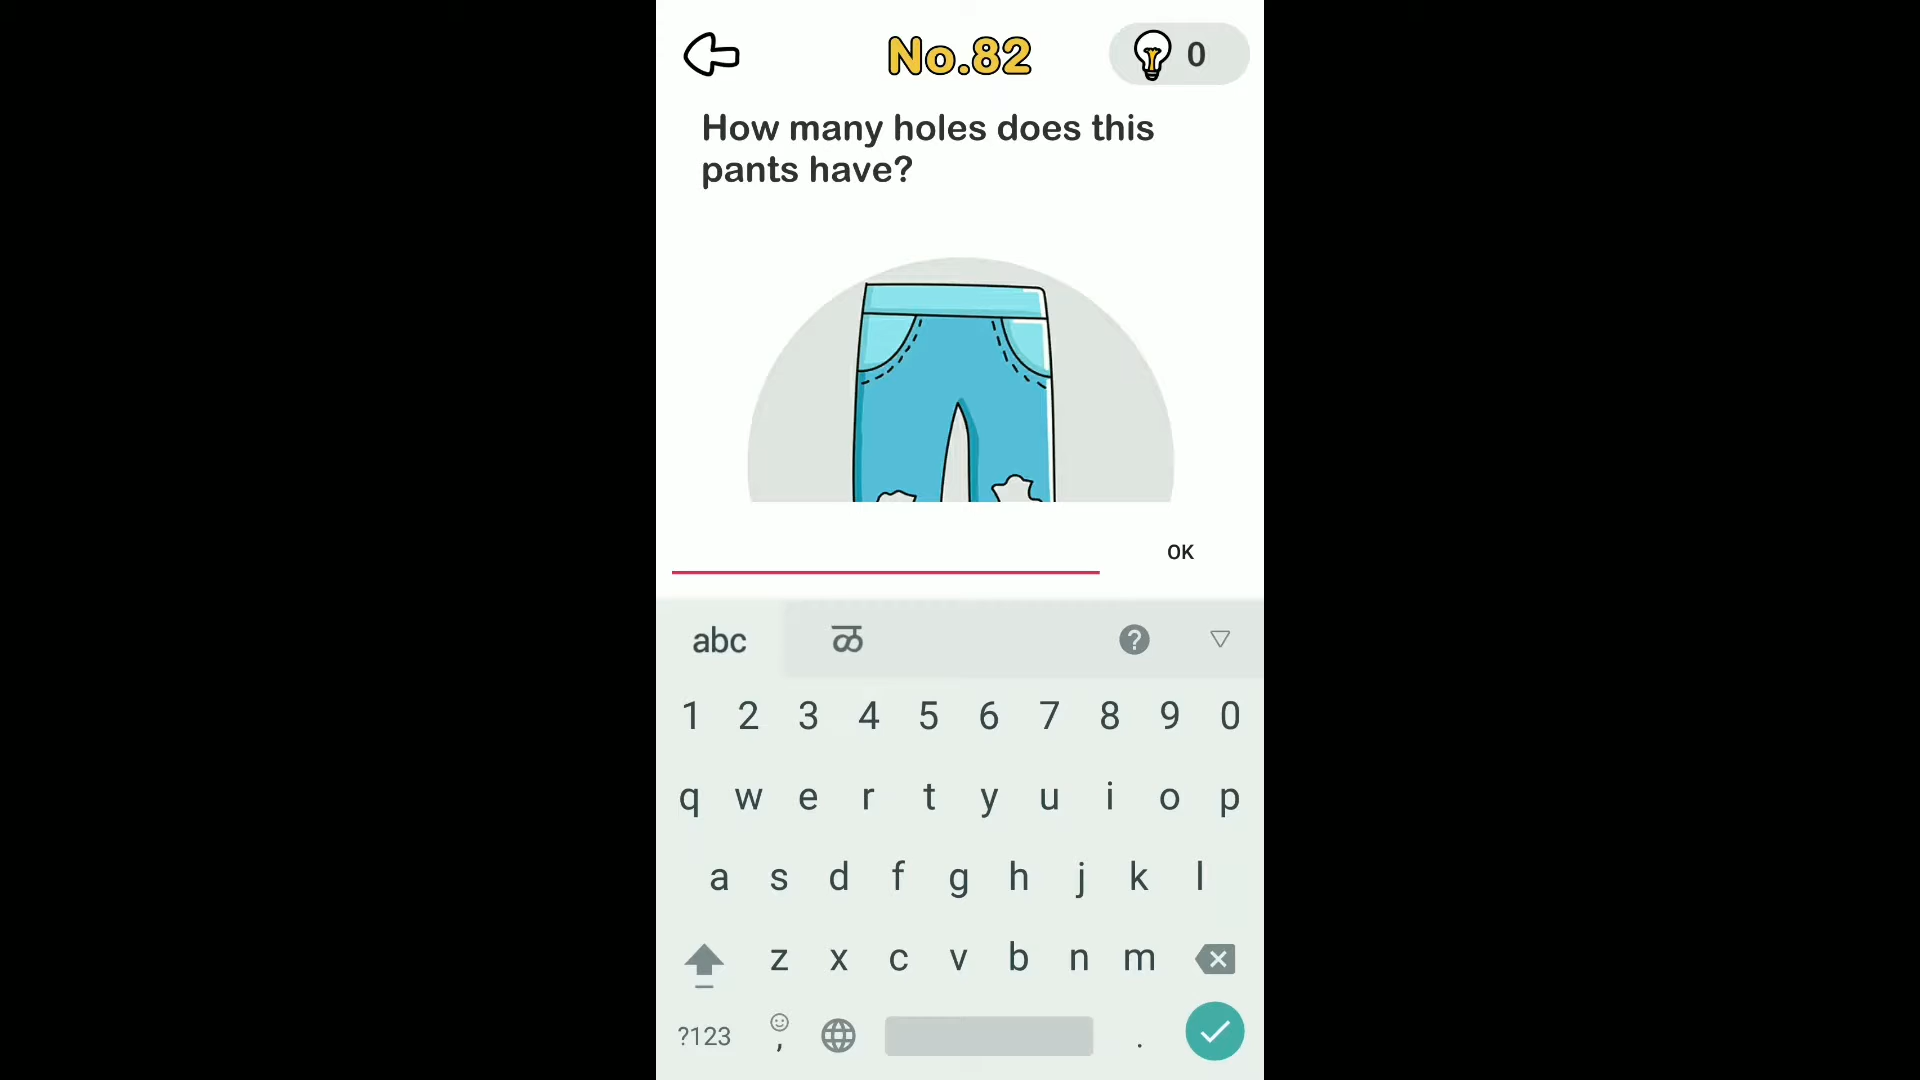 No.82
0
How many holes does this
pants have?
OK
abc
ळ
1 2 3 4 5 6 7 8 9 0
q w e r t y u i o p
a s d f g h j k l
z x c v b n m
?123 , .